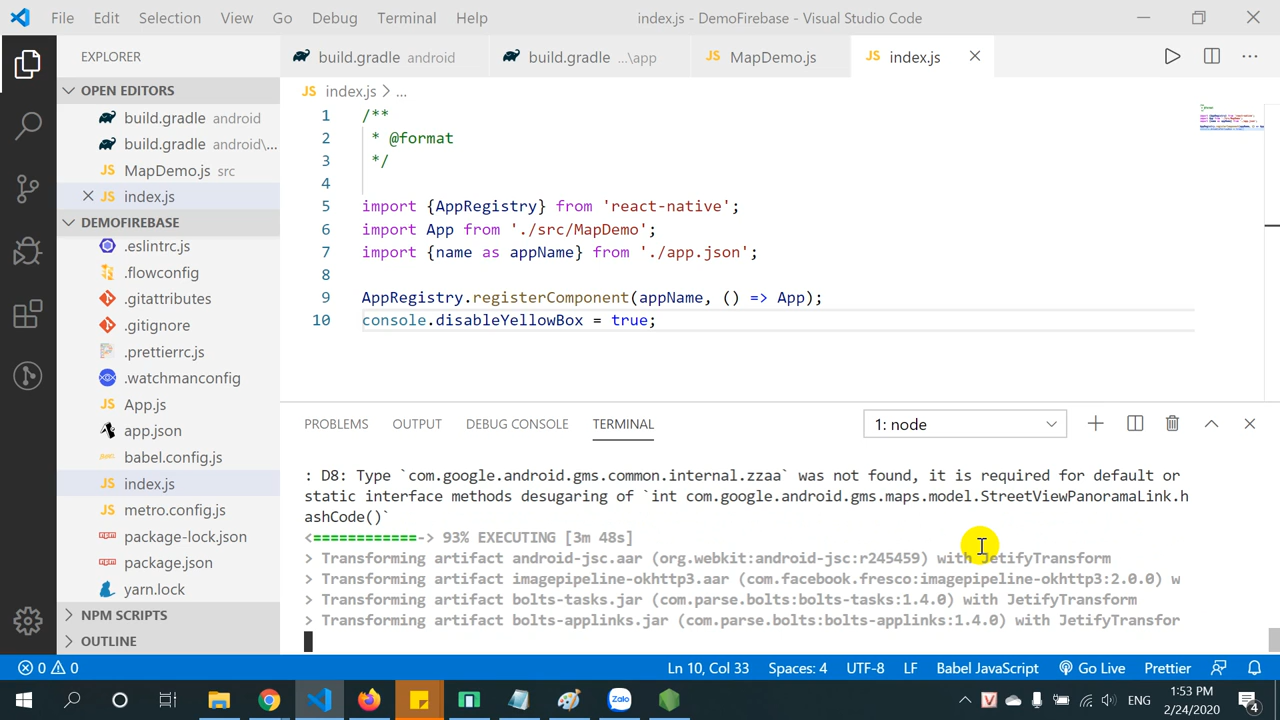 File Edit Selection View Go Debug Terminal Help index.js - DemoFirebase - Visual Studio Code
EXPLORER
OPEN EDITORS
build.gradle android
build.gradle android\...
JS MapDemo.js src
JS index.js
DEMOFIREBASE
.eslintrc.js
.flowconfig
.gitattributes
.gitignore
.prettierrc.js
.watchmanconfig
JS App.js
app.json
babel.config.js
JS index.js
JS metro.config.js
package-lock.json
package.json
yarn.lock
NPM SCRIPTS
OUTLINE
build.gradle android build.gradle ...\app JS MapDemo.js JS index.js
JS index.js > ...
1 /**
2 * @format
3 */
4
5 import {AppRegistry} from 'react-native';
6 import App from './src/MapDemo';
7 import {name as appName} from './app.json';
8
9 AppRegistry.registerComponent(appName, () => App);
10 console.disableYellowBox = true;
PROBLEMS OUTPUT DEBUG CONSOLE TERMINAL 1: node
: D8: Type `com.google.android.gms.common.internal.zzaa` was not found, it is required for default or
static interface methods desugaring of `int com.google.android.gms.maps.model.StreetViewPanoramaLink.h
ashCode()`
<============-> 93% EXECUTING [3m 48s]
> Transforming artifact android-jsc.aar (org.webkit:android-jsc:r245459) with JetifyTransform
> Transforming artifact imagepipeline-okhttp3.aar (com.facebook.fresco:imagepipeline-okhttp3:2.0.0) w
> Transforming artifact bolts-tasks.jar (com.parse.bolts:bolts-tasks:1.4.0) with JetifyTransform
> Transforming artifact bolts-applinks.jar (com.parse.bolts:bolts-applinks:1.4.0) with JetifyTransfor
0 0 Ln 10, Col 33 Spaces: 4 UTF-8 LF Babel JavaScript Go Live Prettier
Zalo ENG 1:53 PM
2/24/2020 4